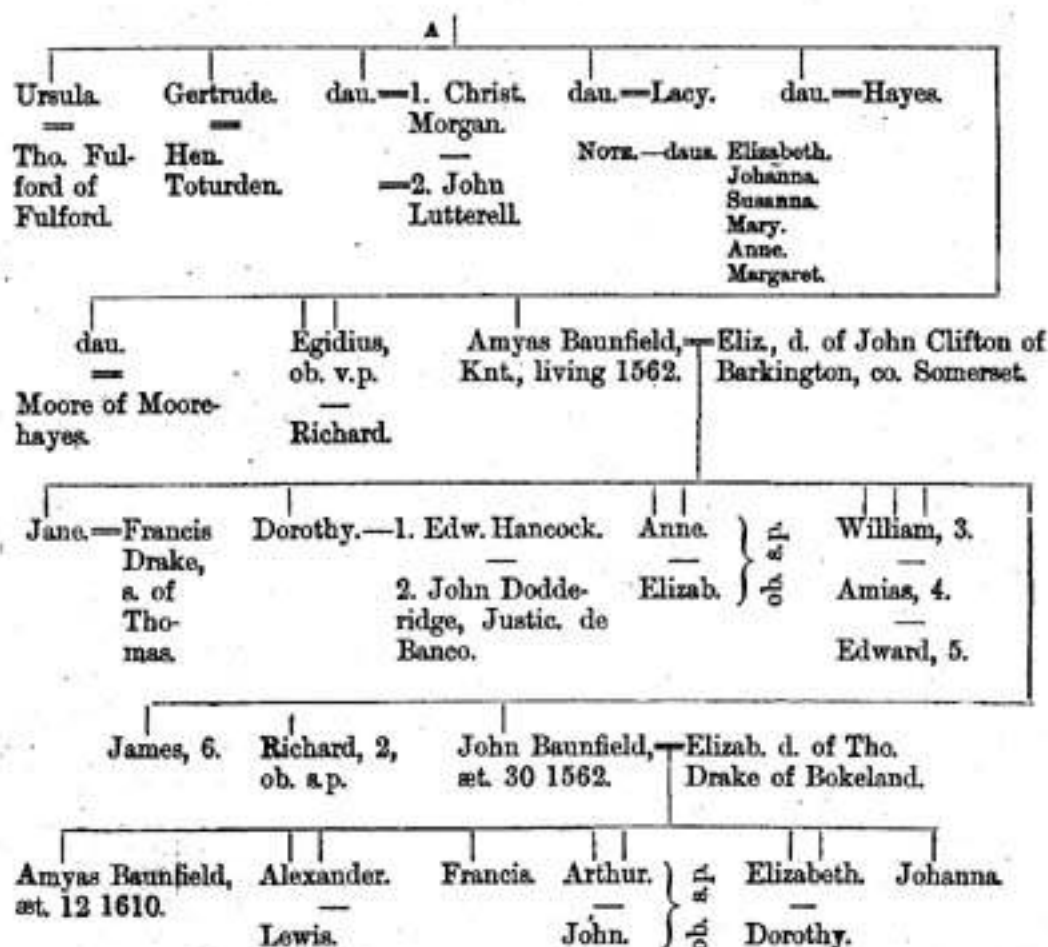 A
Ursula. Gertrude. dau.=1. Christ. Morgan. dau.=Lacy. dau.=Hayes.
=
Tho. Ful-
ford of
Fulford.
=
Hen.
Toturden.
—
=2. John
Lutterell.
NOTE.—daus. Elizabeth.
Johanna.
Susanna.
Mary.
Anne.
Margaret.
dau.
=
Moore of Moore-
hayes.
Egidius,
ob. v.p.
—
Richard.
Amyas Baunfield,=Eliz., d. of John Clifton of
Knt., living 1562. Barkington, co. Somerset.
Jane.=Francis
Drake,
s. of
Tho-
mas.
Dorothy.—1. Edw. Hancock.
—
2. John Dodde-
ridge, Justic. de
Banco.
Anne.
—
Elizab.
} ob. s.p.
William, 3.
—
Amias, 4.
—
Edward, 5.
James, 6.
Richard, 2,
ob. s.p.
John Baunfield,=Elizab. d. of Tho.
æt. 30 1562. Drake of Bokeland.
Amyas Baunfield,
æt. 12 1610.
Alexander.
—
Lewis.
Francis.
Arthur.
—
John.
} ob. s.p.
Elizabeth.
—
Dorothy.
Johanna.